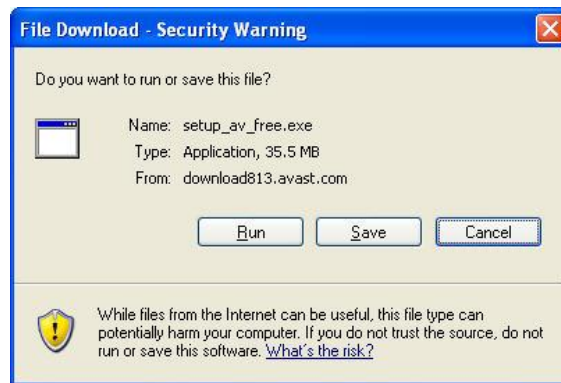 File Download - Security Warning
Do you want to run or save this file?
Name: setup_av_free.exe
Type: Application, 35.5 MB
From: download813.avast.com
Run Save Cancel
While files from the Internet can be useful, this file type can
potentially harm your computer. If you do not trust the source, do not
run or save this software. What's the risk?